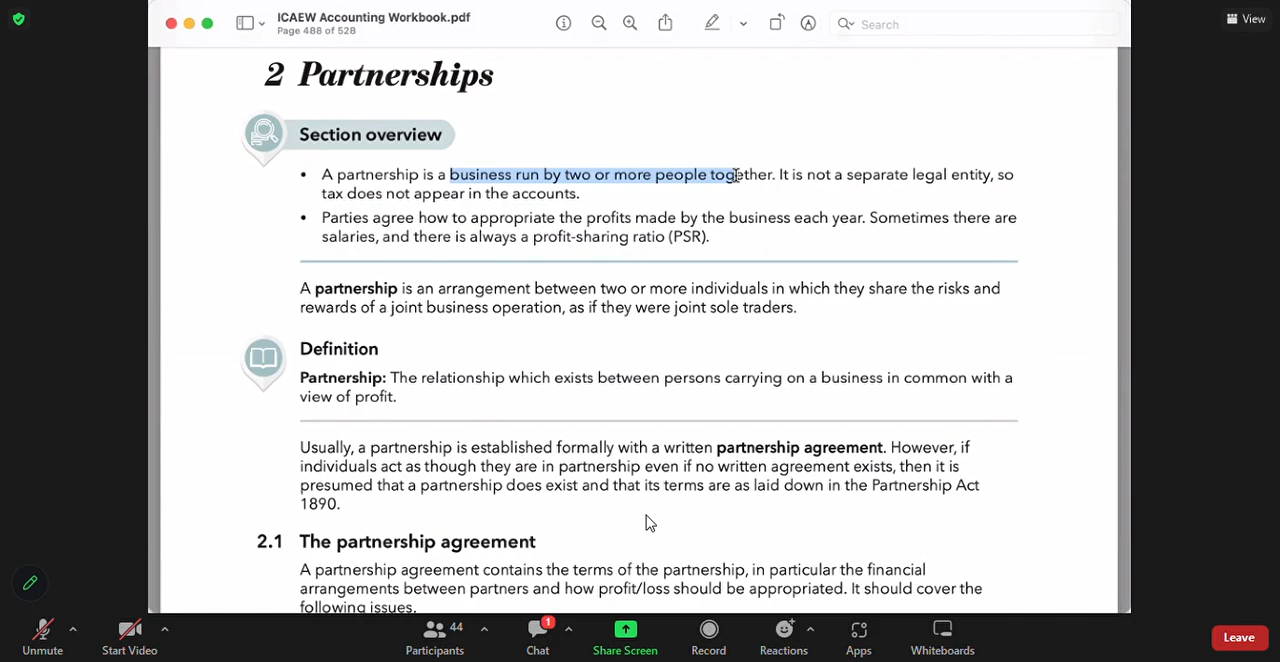 ICAEW Accounting Workbook.pdf
Page 488 of 528
Search
View
2 Partnerships
Section overview
• A partnership is a business run by two or more people together. It is not a separate legal entity, so
tax does not appear in the accounts.
• Parties agree how to appropriate the profits made by the business each year. Sometimes there are
salaries, and there is always a profit-sharing ratio (PSR).
A partnership is an arrangement between two or more individuals in which they share the risks and
rewards of a joint business operation, as if they were joint sole traders.
Definition
Partnership: The relationship which exists between persons carrying on a business in common with a
view of profit.
Usually, a partnership is established formally with a written partnership agreement. However, if
individuals act as though they are in partnership even if no written agreement exists, then it is
presumed that a partnership does exist and that its terms are as laid down in the Partnership Act
1890.
2.1 The partnership agreement
A partnership agreement contains the terms of the partnership, in particular the financial
arrangements between partners and how profit/loss should be appropriated. It should cover the
following issues.
44
1
Unmute
Start Video
Participants
Chat
Share Screen
Record
Reactions
Apps
Whiteboards
Leave